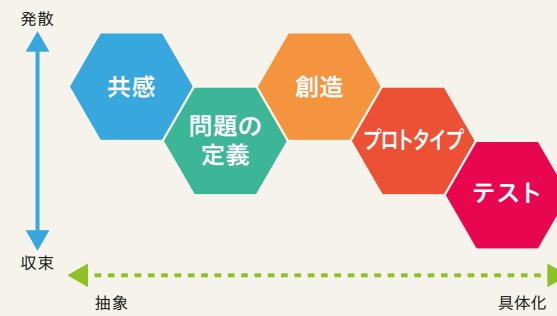 発散
共感
問題の
定義
創造
プロトタイプ
テスト
収束
抽象
具体化